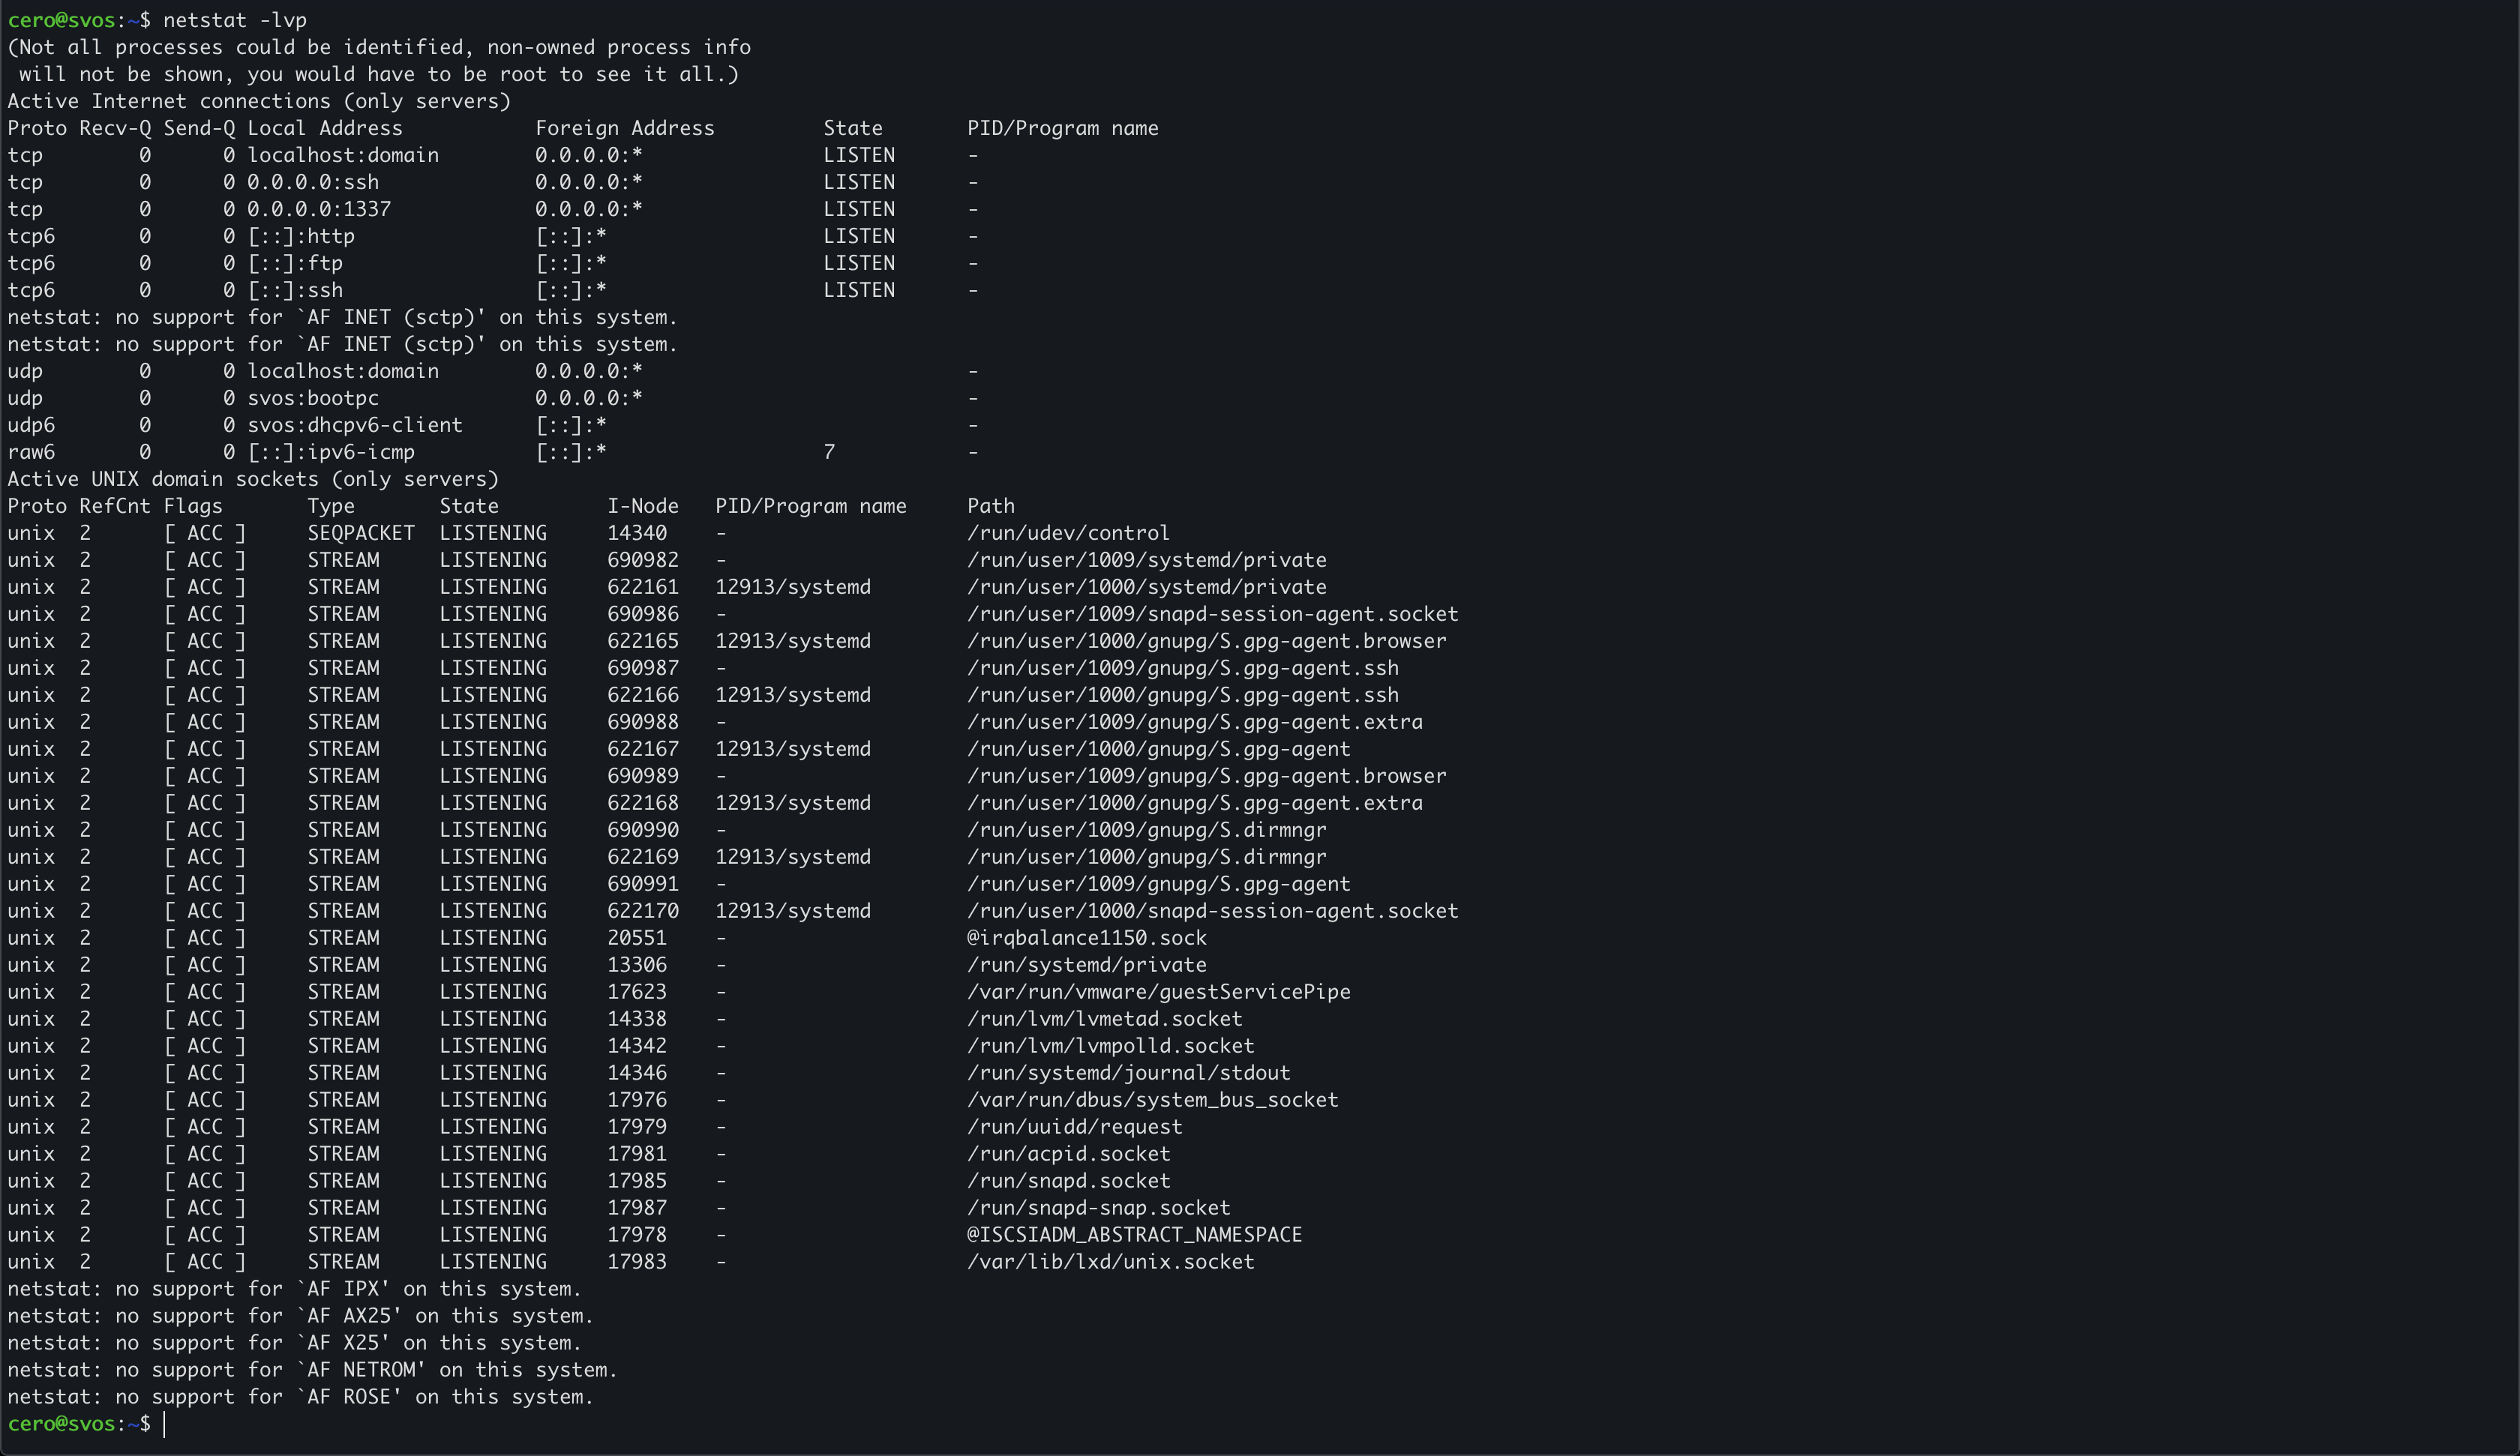 cero@svos:~$ netstat -lvp
(Not all processes could be identified, non-owned process info
 will not be shown, you would have to be root to see it all.)
Active Internet connections (only servers)
Proto Recv-Q Send-Q Local Address           Foreign Address         State       PID/Program name
tcp        0      0 localhost:domain        0.0.0.0:*               LISTEN      -
tcp        0      0 0.0.0.0:ssh             0.0.0.0:*               LISTEN      -
tcp        0      0 0.0.0.0:1337            0.0.0.0:*               LISTEN      -
tcp6       0      0 [::]:http               [::]:*                  LISTEN      -
tcp6       0      0 [::]:ftp                [::]:*                  LISTEN      -
tcp6       0      0 [::]:ssh                [::]:*                  LISTEN      -
netstat: no support for `AF INET (sctp)' on this system.
netstat: no support for `AF INET (sctp)' on this system.
udp        0      0 localhost:domain        0.0.0.0:*                           -
udp        0      0 svos:bootpc             0.0.0.0:*                           -
udp6       0      0 svos:dhcpv6-client      [::]:*                              -
raw6       0      0 [::]:ipv6-icmp          [::]:*                  7           -
Active UNIX domain sockets (only servers)
Proto RefCnt Flags       Type       State         I-Node   PID/Program name     Path
unix  2      [ ACC ]     SEQPACKET  LISTENING     14340    -                    /run/udev/control
unix  2      [ ACC ]     STREAM     LISTENING     690982   -                    /run/user/1009/systemd/private
unix  2      [ ACC ]     STREAM     LISTENING     622161   12913/systemd        /run/user/1000/systemd/private
unix  2      [ ACC ]     STREAM     LISTENING     690986   -                    /run/user/1009/snapd-session-agent.socket
unix  2      [ ACC ]     STREAM     LISTENING     622165   12913/systemd        /run/user/1000/gnupg/S.gpg-agent.browser
unix  2      [ ACC ]     STREAM     LISTENING     690987   -                    /run/user/1009/gnupg/S.gpg-agent.ssh
unix  2      [ ACC ]     STREAM     LISTENING     622166   12913/systemd        /run/user/1000/gnupg/S.gpg-agent.ssh
unix  2      [ ACC ]     STREAM     LISTENING     690988   -                    /run/user/1009/gnupg/S.gpg-agent.extra
unix  2      [ ACC ]     STREAM     LISTENING     622167   12913/systemd        /run/user/1000/gnupg/S.gpg-agent
unix  2      [ ACC ]     STREAM     LISTENING     690989   -                    /run/user/1009/gnupg/S.gpg-agent.browser
unix  2      [ ACC ]     STREAM     LISTENING     622168   12913/systemd        /run/user/1000/gnupg/S.gpg-agent.extra
unix  2      [ ACC ]     STREAM     LISTENING     690990   -                    /run/user/1009/gnupg/S.dirmngr
unix  2      [ ACC ]     STREAM     LISTENING     622169   12913/systemd        /run/user/1000/gnupg/S.dirmngr
unix  2      [ ACC ]     STREAM     LISTENING     690991   -                    /run/user/1009/gnupg/S.gpg-agent
unix  2      [ ACC ]     STREAM     LISTENING     622170   12913/systemd        /run/user/1000/snapd-session-agent.socket
unix  2      [ ACC ]     STREAM     LISTENING     20551    -                    @irqbalance1150.sock
unix  2      [ ACC ]     STREAM     LISTENING     13306    -                    /run/systemd/private
unix  2      [ ACC ]     STREAM     LISTENING     17623    -                    /var/run/vmware/guestServicePipe
unix  2      [ ACC ]     STREAM     LISTENING     14338    -                    /run/lvm/lvmetad.socket
unix  2      [ ACC ]     STREAM     LISTENING     14342    -                    /run/lvm/lvmpolld.socket
unix  2      [ ACC ]     STREAM     LISTENING     14346    -                    /run/systemd/journal/stdout
unix  2      [ ACC ]     STREAM     LISTENING     17976    -                    /var/run/dbus/system_bus_socket
unix  2      [ ACC ]     STREAM     LISTENING     17979    -                    /run/uuidd/request
unix  2      [ ACC ]     STREAM     LISTENING     17981    -                    /run/acpid.socket
unix  2      [ ACC ]     STREAM     LISTENING     17985    -                    /run/snapd.socket
unix  2      [ ACC ]     STREAM     LISTENING     17987    -                    /run/snapd-snap.socket
unix  2      [ ACC ]     STREAM     LISTENING     17978    -                    @ISCSIADM_ABSTRACT_NAMESPACE
unix  2      [ ACC ]     STREAM     LISTENING     17983    -                    /var/lib/lxd/unix.socket
netstat: no support for `AF IPX' on this system.
netstat: no support for `AF AX25' on this system.
netstat: no support for `AF X25' on this system.
netstat: no support for `AF NETROM' on this system.
netstat: no support for `AF ROSE' on this system.
cero@svos:~$